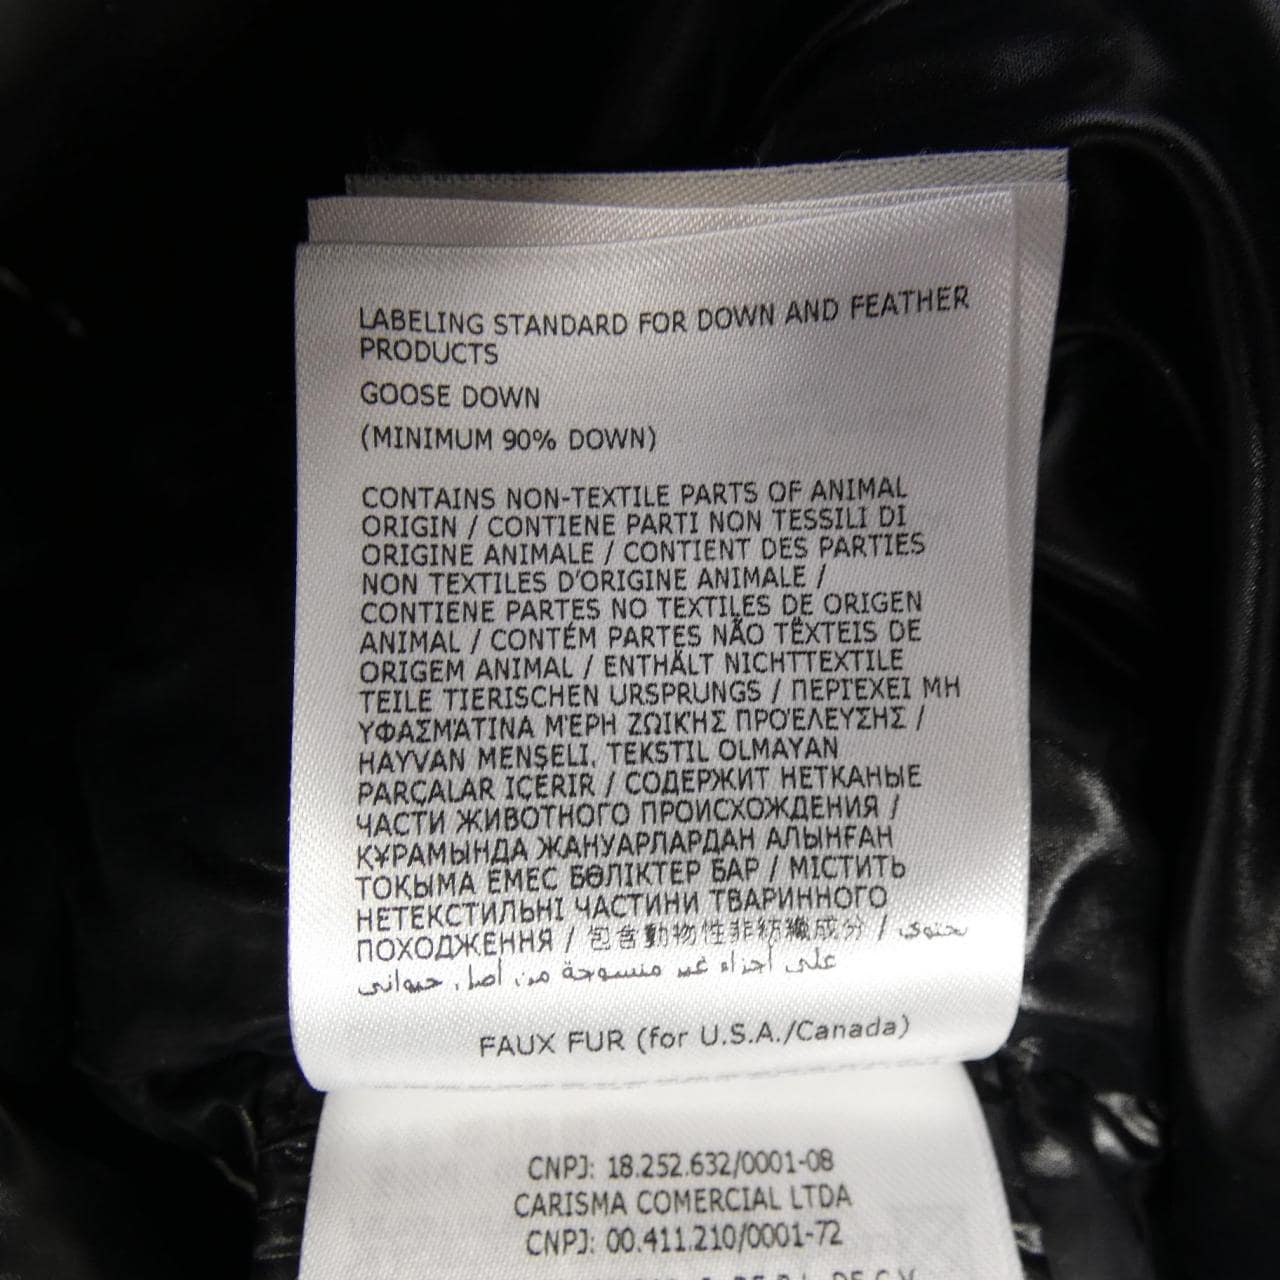 LABELING STANDARD FOR DOWN AND FEATHER
PRODUCTS
GOOSE DOWN
(MINIMUM 90% DOWN)
CONTAINS NON-TEXTILE PARTS OF ANIMAL
ORIGIN / CONTIENE PARTI NON TESSILI DI
ORIGINE ANIMALE / CONTIENT DES PARTIES
NON TEXTILES D'ORIGINE ANIMALE /
CONTIENE PARTES NO TEXTILES DE ORIGEN
ANIMAL / CONTÉM PARTES NÃO TËXTEIS DE
ORIGEM ANIMAL / ENTHÄLT NICHTTEXTILE
TEILE TIERISCHEN URSPRUNGS / ΠΕΡΙΈΧΕΙ ΜΗ
ΥΦΑΣΜΆΤΙΝΑ ΜΈΡΗ ΖΩΙΚΉΣ ΠΡΟΈΛΕΥΣΗΣ /
HAYVAN MENŞELI, TEKSTIL OLMAYAN
PARÇALAR IÇERIR / СОДЕРЖИТ НЕТКАНЫЕ
ЧАСТИ ЖИВОТНОГО ПРОИСХОЖДЕНИЯ /
ҚҰРАМЫНДА ЖАНУАРЛАРДАН АЛЫНҒАН
ТОҚЫМА ЕМЕС БӨЛІКТЕР БАР / МІСТИТЬ
НЕТЕКСТИЛЬНІ ЧАСТИНИ ТВАРИННОГО
ПОХОДЖЕННЯ / 包含動物性非紡織成分 / يحتوي
على أجزاء غير منسوجة من أصل حيواني
FAUX FUR (for U.S.A./Canada)
CNPJ: 18.252.632/0001-08
CARISMA COMERCIAL LTDA
CNPJ: 00.411.210/0001-72
DE C.V.